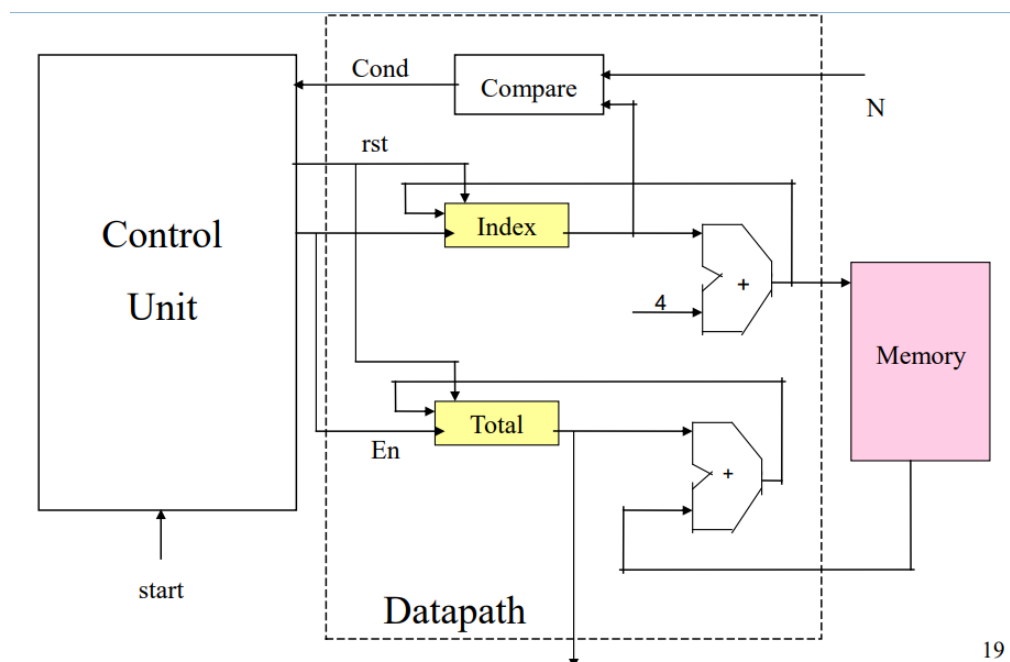 Cond
Compare
N
rst
Index
Control
Unit
+
4
Memory
Total
En
+
start
Datapath
19